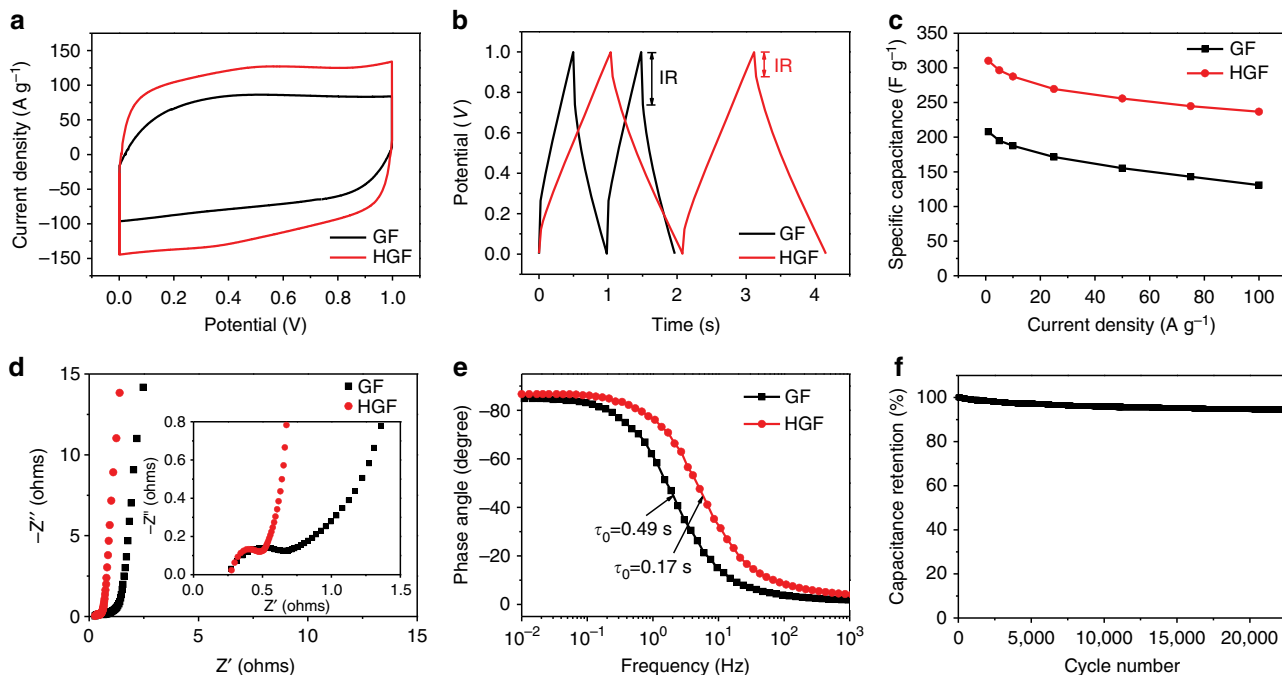 a
Current density (A g⁻¹)
150
125
100
75
50
25
0
−25
−50
−75
−100
−125
−150
GF
HGF
0.0 0.2 0.4 0.6 0.8 1.0
Potential (V)
b
Potential (V)
1.0
0.8
0.6
0.4
0.2
0.0
IR
IR
GF
HGF
0 1 2 3 4
Time (s)
c
Specific capacitance (F g⁻¹)
350
300
250
200
150
100
50
0
GF
HGF
0 20 40 60 80 100
Current density (A g⁻¹)
d
−Z′′ (ohms)
15
10
5
0
GF
HGF
−Z″ (ohms)
0.8
0.6
0.4
0.2
0.0
0.0 0.5 1.0 1.5
Z′ (ohms)
0 5 10 15
Z′ (ohms)
e
Phase angle (degree)
−80
−60
−40
−20
0
GF
HGF
τ₀=0.49 s
τ₀=0.17 s
10⁻² 10⁻¹ 10⁰ 10¹ 10² 10³
Frequency (Hz)
f
Capacitance retention (%)
100
80
60
40
20
0
0 5,000 10,000 15,000 20,000
Cycle number